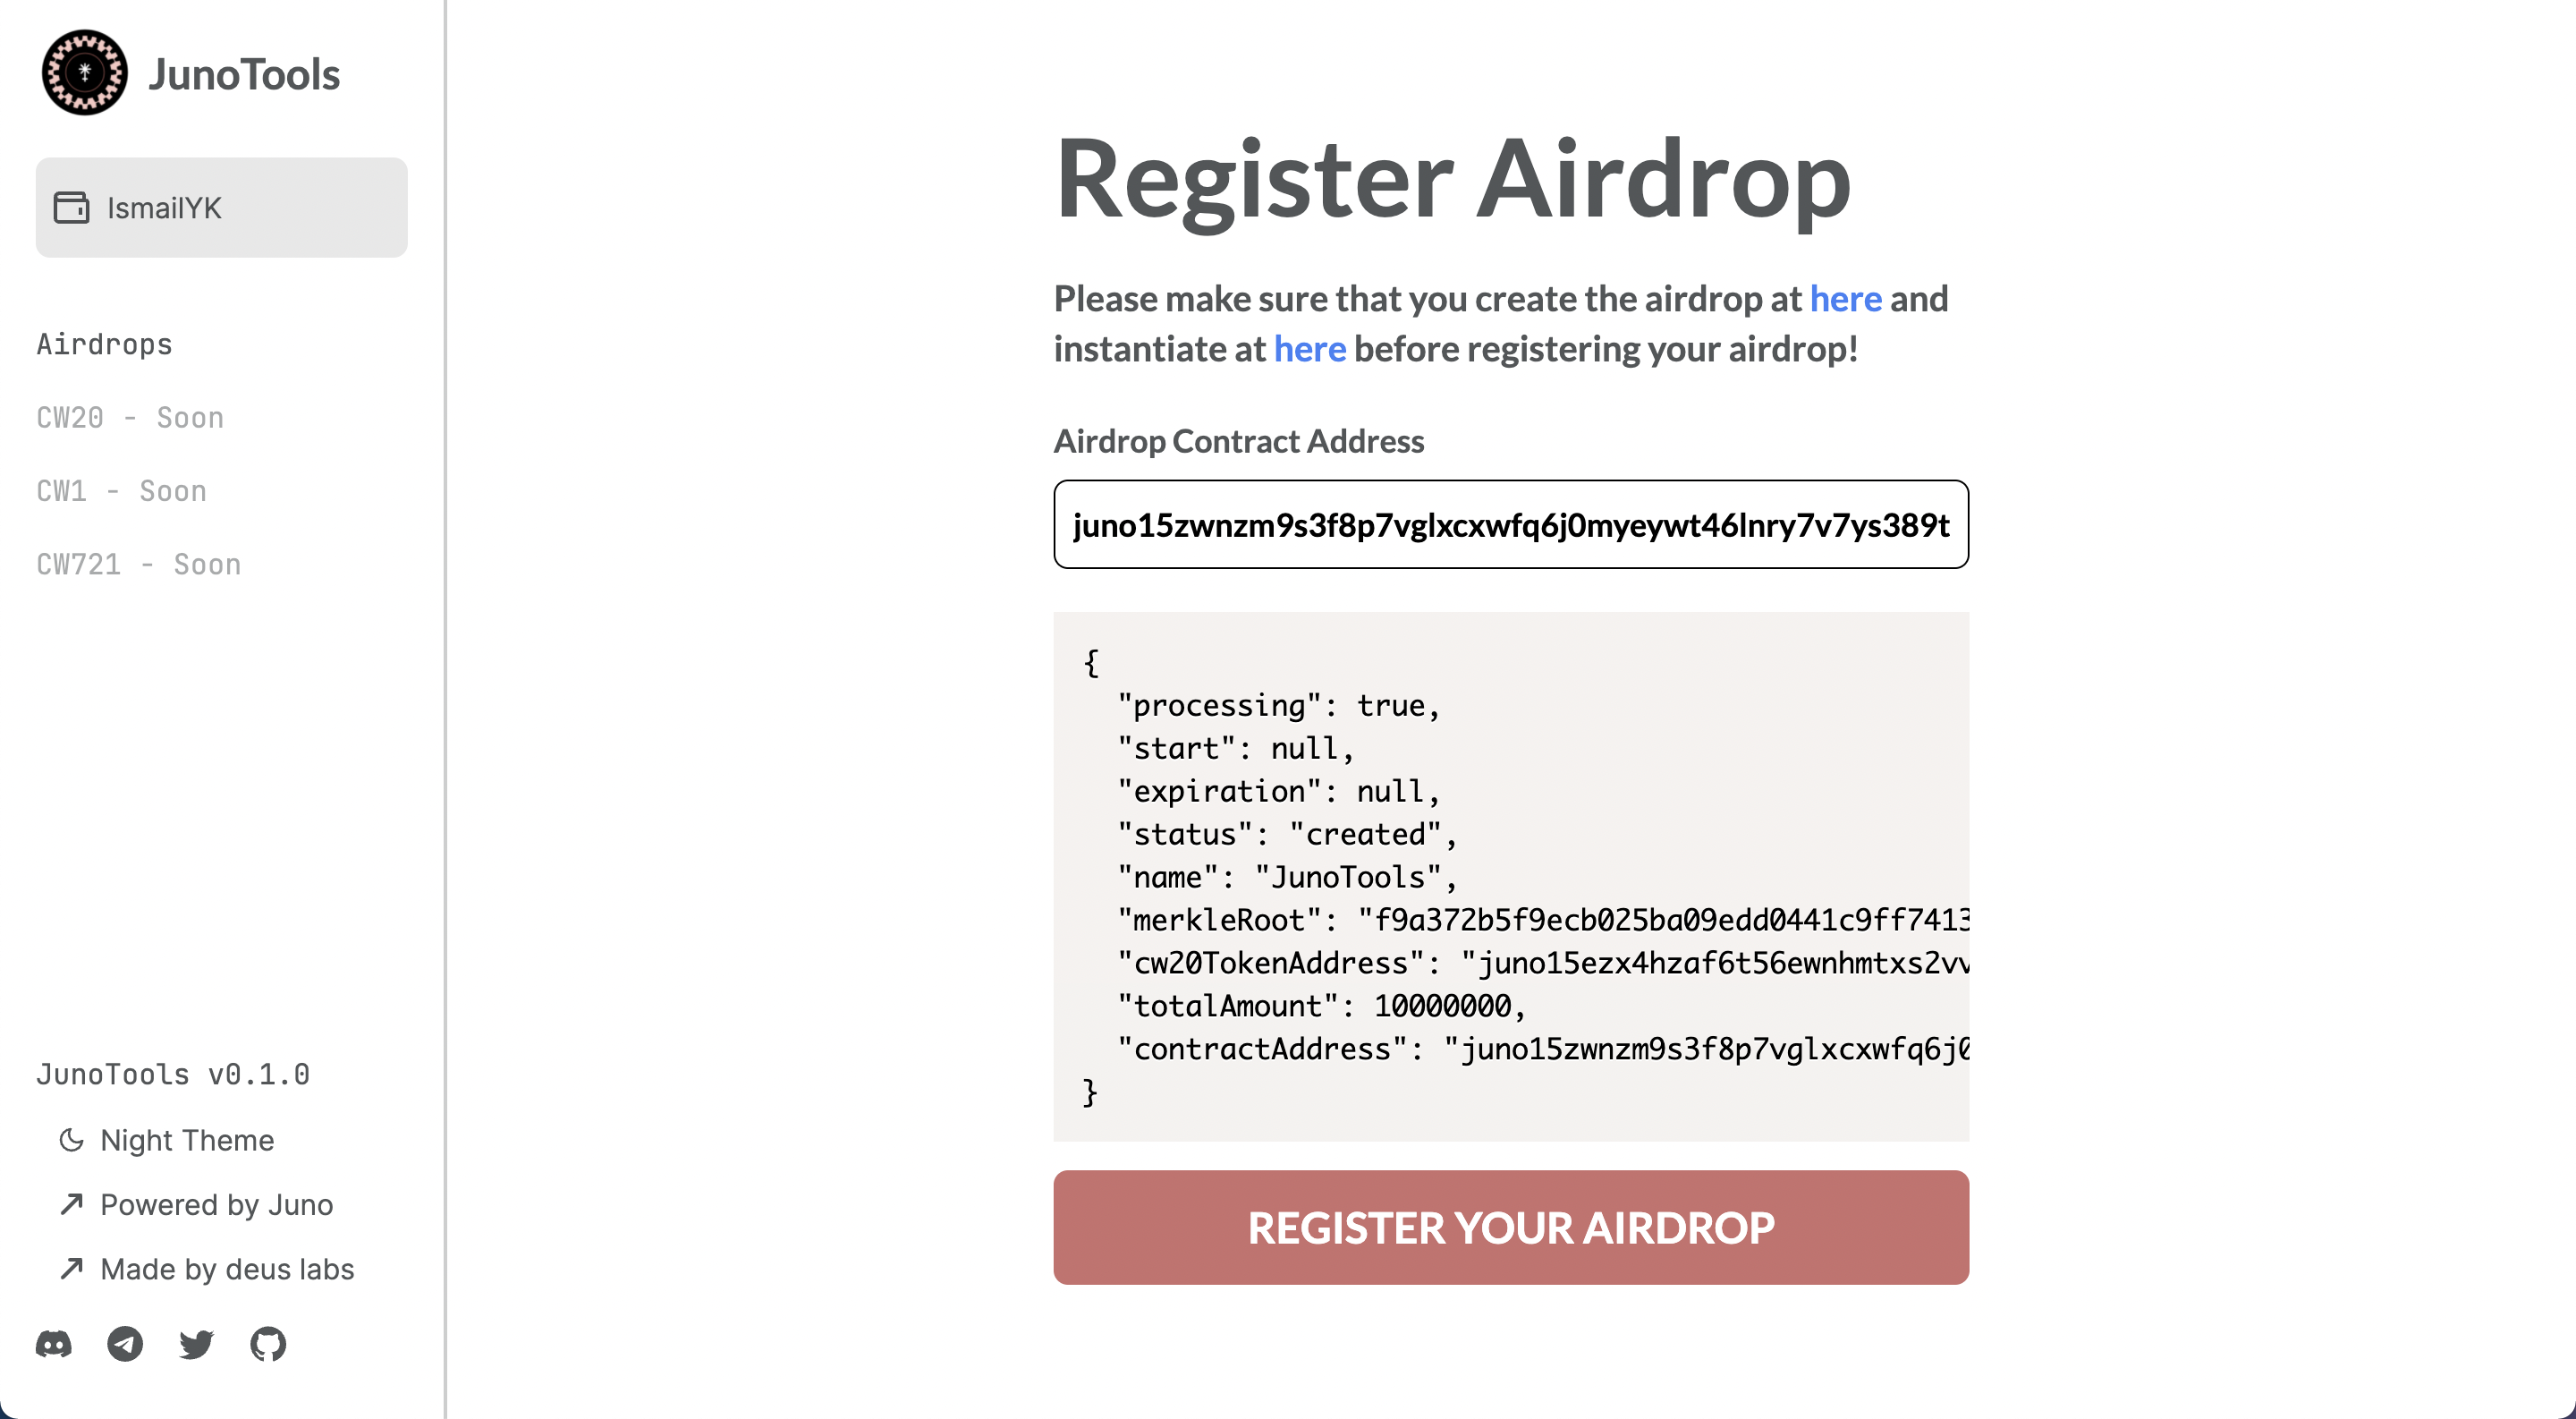 JunoTools
IsmailYK
Airdrops
CW20 - Soon
CW1 - Soon
CW721 - Soon
JunoTools v0.1.0
Night Theme
Powered by Juno
Made by deus labs
Register Airdrop
Please make sure that you create the airdrop at here and
instantiate at here before registering your airdrop!
Airdrop Contract Address
juno15zwnzm9s3f8p7vglxcxwfq6j0myeywt46lnry7v7ys389t
{
"processing": true,
"start": null,
"expiration": null,
"status": "created",
"name": "JunoTools",
"merkleRoot": "f9a372b5f9ecb025ba09edd0441c9ff7413
"cw20TokenAddress": "juno15ezx4hzaf6t56ewnhmtxs2vv
"totalAmount": 10000000,
"contractAddress": "juno15zwnzm9s3f8p7vglxcxwfq6j0
}
REGISTER YOUR AIRDROP